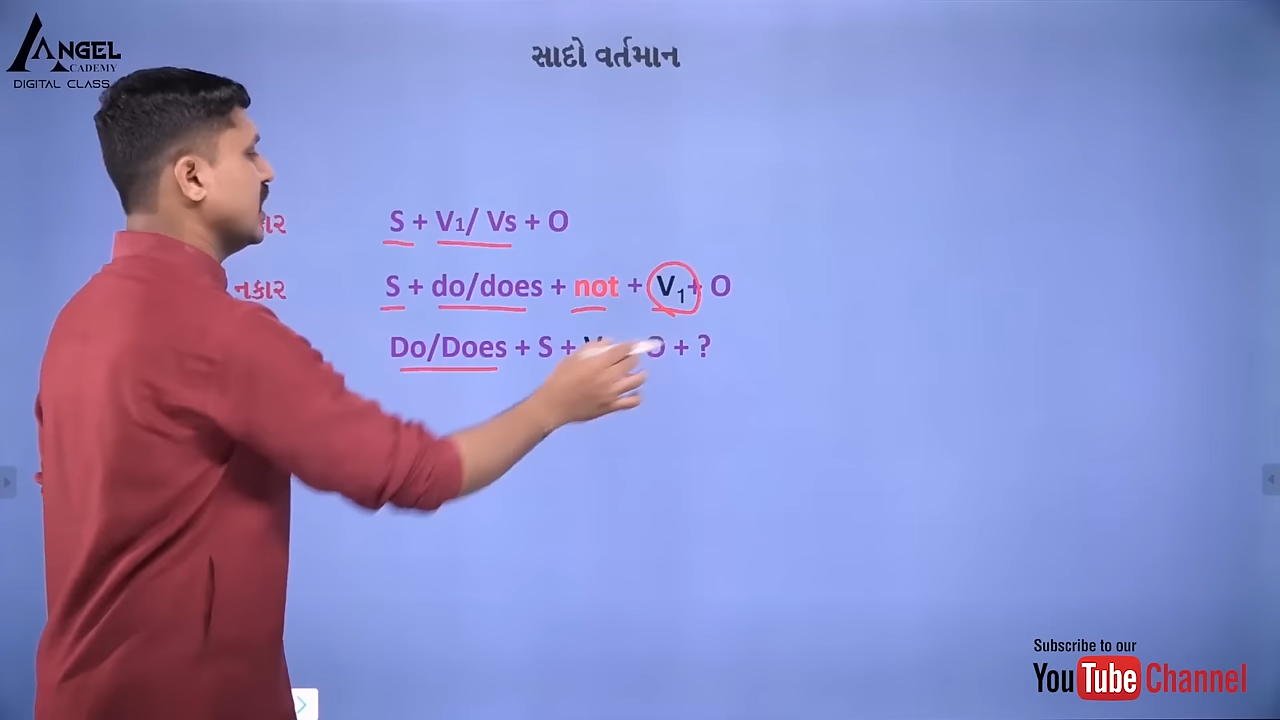 ANGEL
ACADEMY
DIGITAL CLASS
સાદો વર્તમાન
S + V1/ Vs + O
નકાર S + do/does + not + V1 + O
Do/Does + S + O + ?
Subscribe to our
YouTube Channel